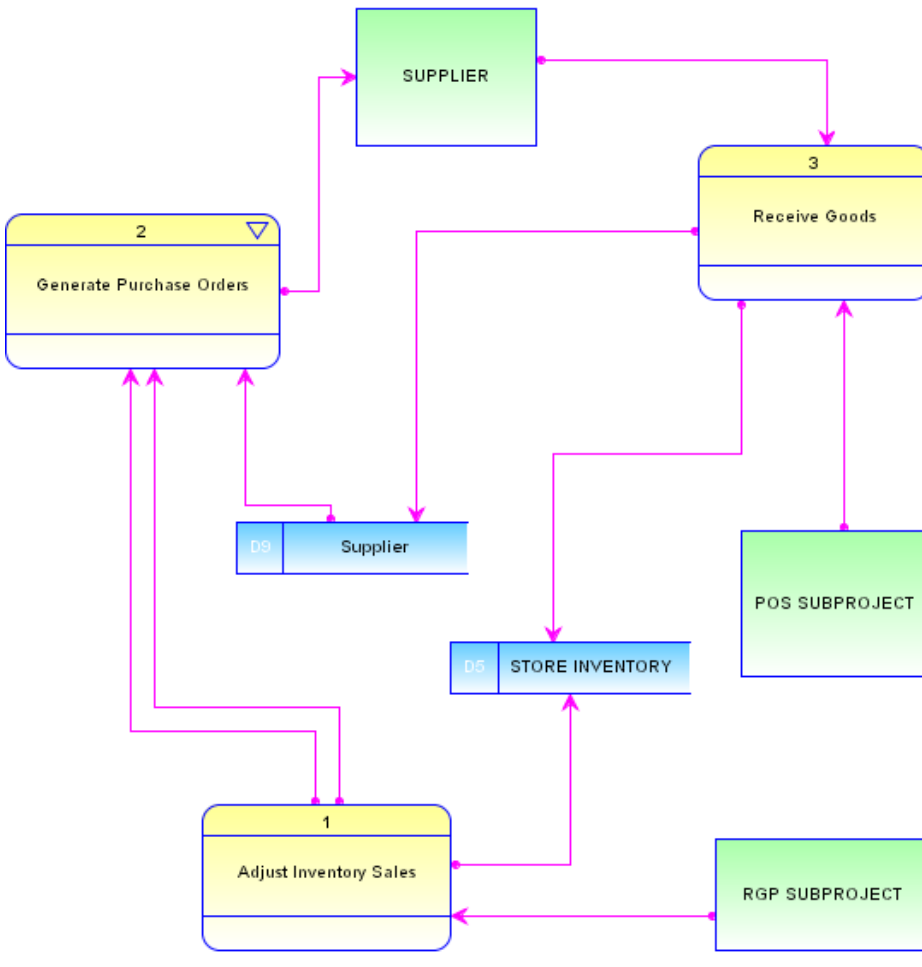 SUPPLIER
3
Receive Goods
2
Generate Purchase Orders
D9 Supplier
POS SUBPROJECT
D5 STORE INVENTORY
1
Adjust Inventory Sales
RGP SUBPROJECT